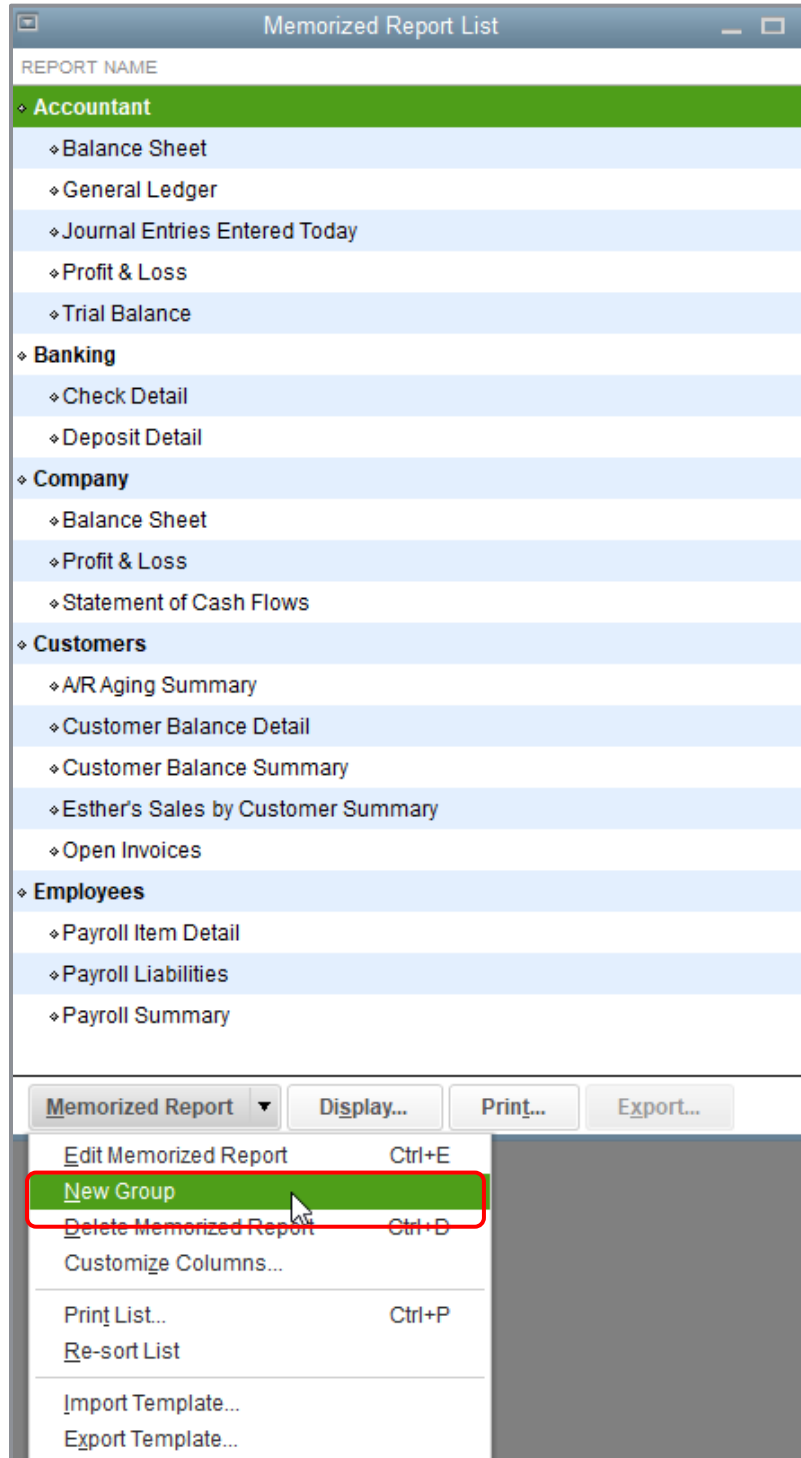 Memorized Report List
REPORT NAME
Accountant
Balance Sheet
General Ledger
Journal Entries Entered Today
Profit & Loss
Trial Balance
Banking
Check Detail
Deposit Detail
Company
Balance Sheet
Profit & Loss
Statement of Cash Flows
Customers
A/R Aging Summary
Customer Balance Detail
Customer Balance Summary
Esther's Sales by Customer Summary
Open Invoices
Employees
Payroll Item Detail
Payroll Liabilities
Payroll Summary
Memorized Report Display... Print... Export...
Edit Memorized Report Ctrl+E
New Group
Delete Memorized Report Ctrl+D
Customize Columns...
Print List... Ctrl+P
Re-sort List
Import Template...
Export Template...